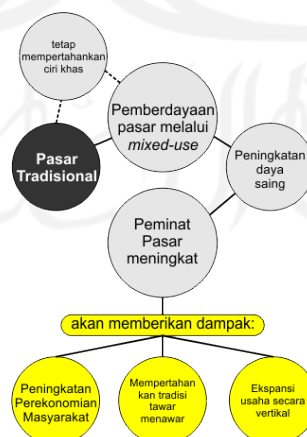 tetap
mempertahankan
ciri khas
Pemberdayaan
pasar melalui
mixed-use
Pasar
Tradisional
Peningkatan
daya
saing
Peminat
Pasar
meningkat
akan memberikan dampak:
Peningkatan
Perekonomian
Masyarakat
Mempertahan
kan tradisi
tawar
menawar
Ekspansi
usaha secara
vertikal